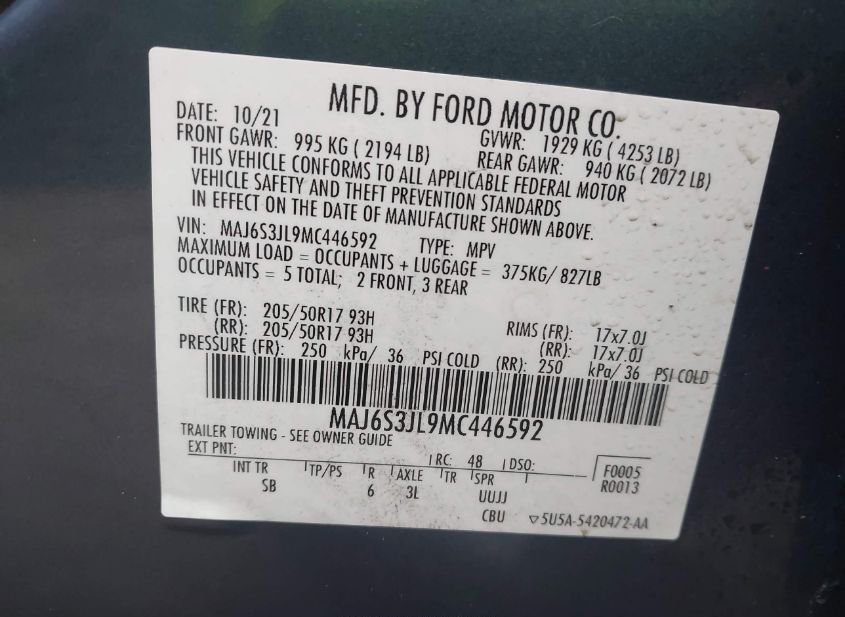 MFD. BY FORD MOTOR CO.
DATE: 10/21 GVWR: 1929 KG ( 4253 LB)
FRONT GAWR: 995 KG ( 2194 LB) REAR GAWR: 940 KG ( 2072 LB)
THIS VEHICLE CONFORMS TO ALL APPLICABLE FEDERAL MOTOR
VEHICLE SAFETY AND THEFT PREVENTION STANDARDS
IN EFFECT ON THE DATE OF MANUFACTURE SHOWN ABOVE.
VIN: MAJ6S3JL9MC446592 TYPE: MPV
MAXIMUM LOAD = OCCUPANTS + LUGGAGE = 375KG/ 827LB
OCCUPANTS = 5 TOTAL; 2 FRONT, 3 REAR
TIRE (FR): 205/50R17 93H RIMS (FR): 17x7.0J
(RR): 205/50R17 93H (RR): 17x7.0J
PRESSURE (FR): 250 kPa/ 36 PSI COLD (RR): 250 kPa/ 36 PSI COLD
MAJ6S3JL9MC446592
TRAILER TOWING - SEE OWNER GUIDE
EXT PNT: RC: 48 DSO: F0005
INT TR TP/PS R AXLE TR SPR R0013
SB 6 3L UUJJ
CBU ▽5U5A-5420472-AA